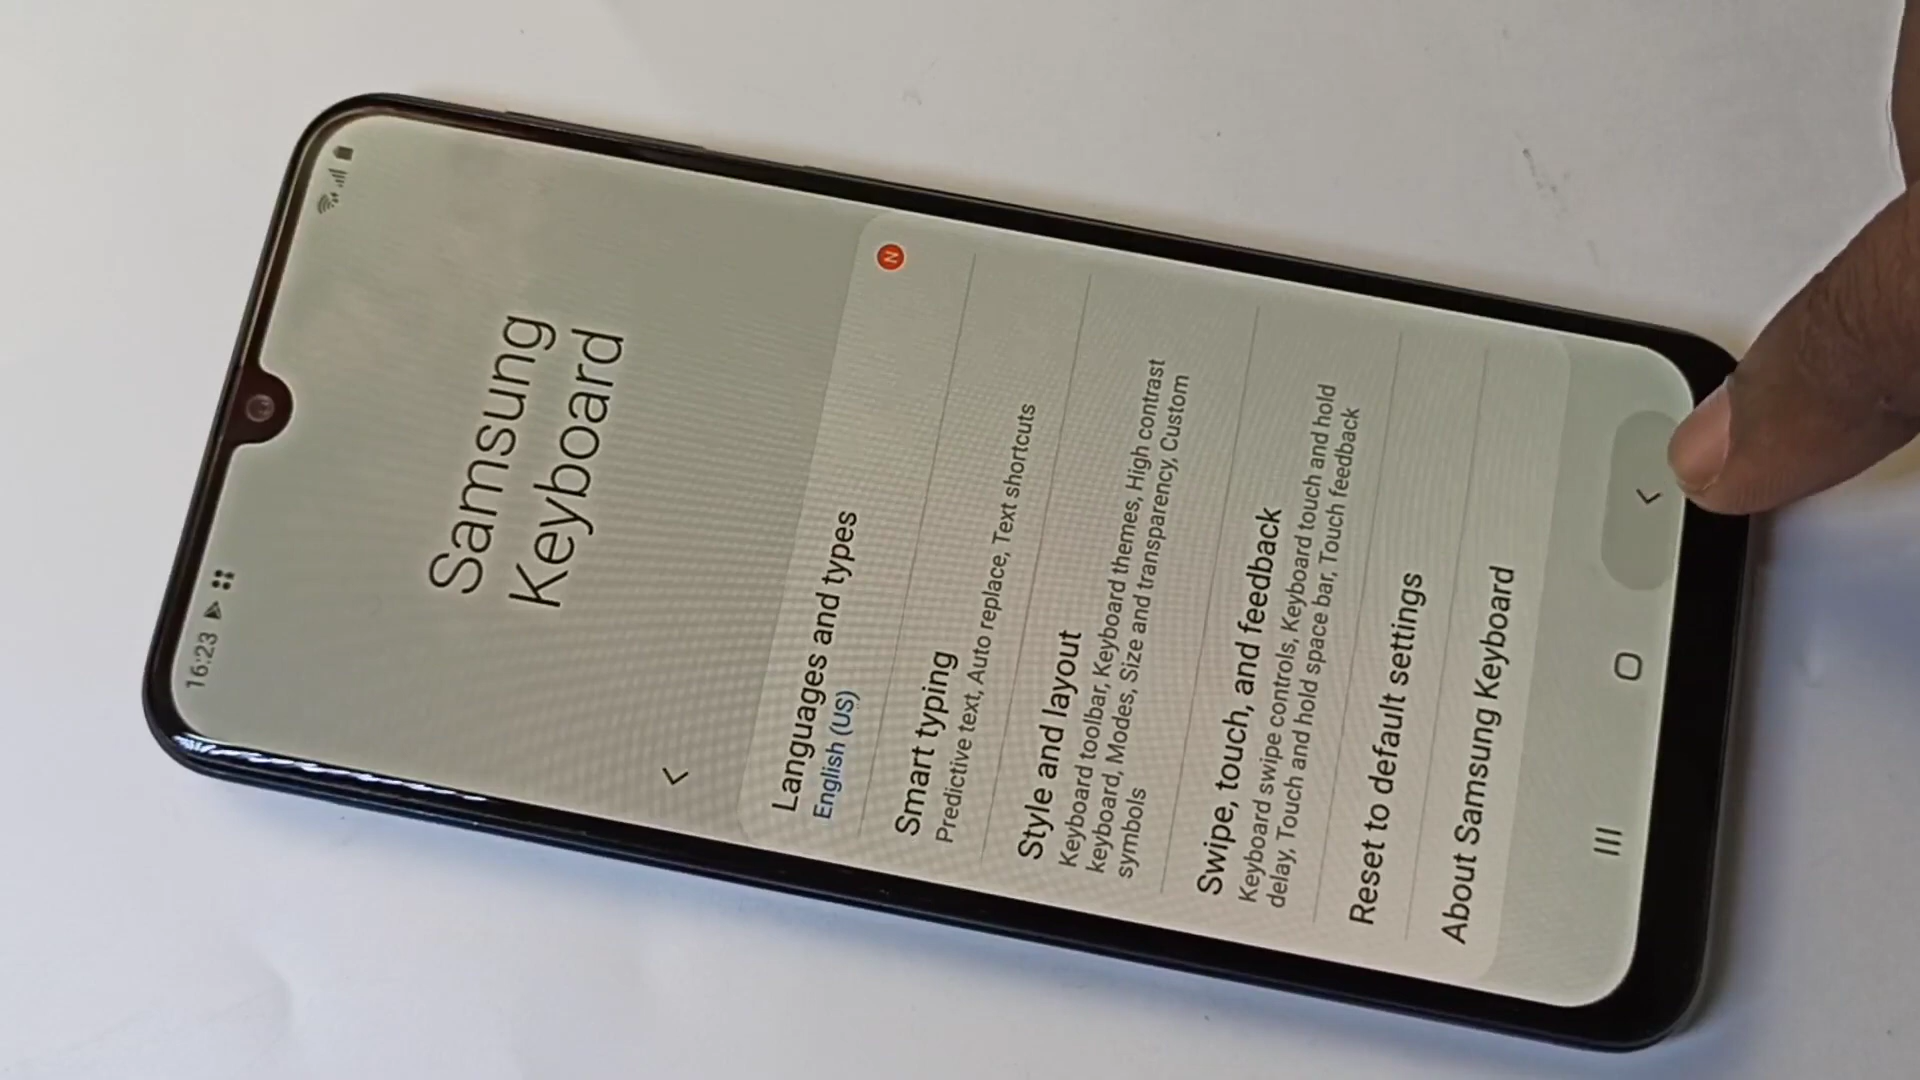 16:23
Samsung
Keyboard
Languages and types
English (US)
N
Smart typing
Predictive text, Auto replace, Text shortcuts
Style and layout
Keyboard toolbar, Keyboard themes, High contrast
keyboard, Modes, Size and transparency, Custom
symbols
Swipe, touch, and feedback
Keyboard swipe controls, Keyboard touch and hold
delay, Touch and hold space bar, Touch feedback
Reset to default settings
About Samsung Keyboard